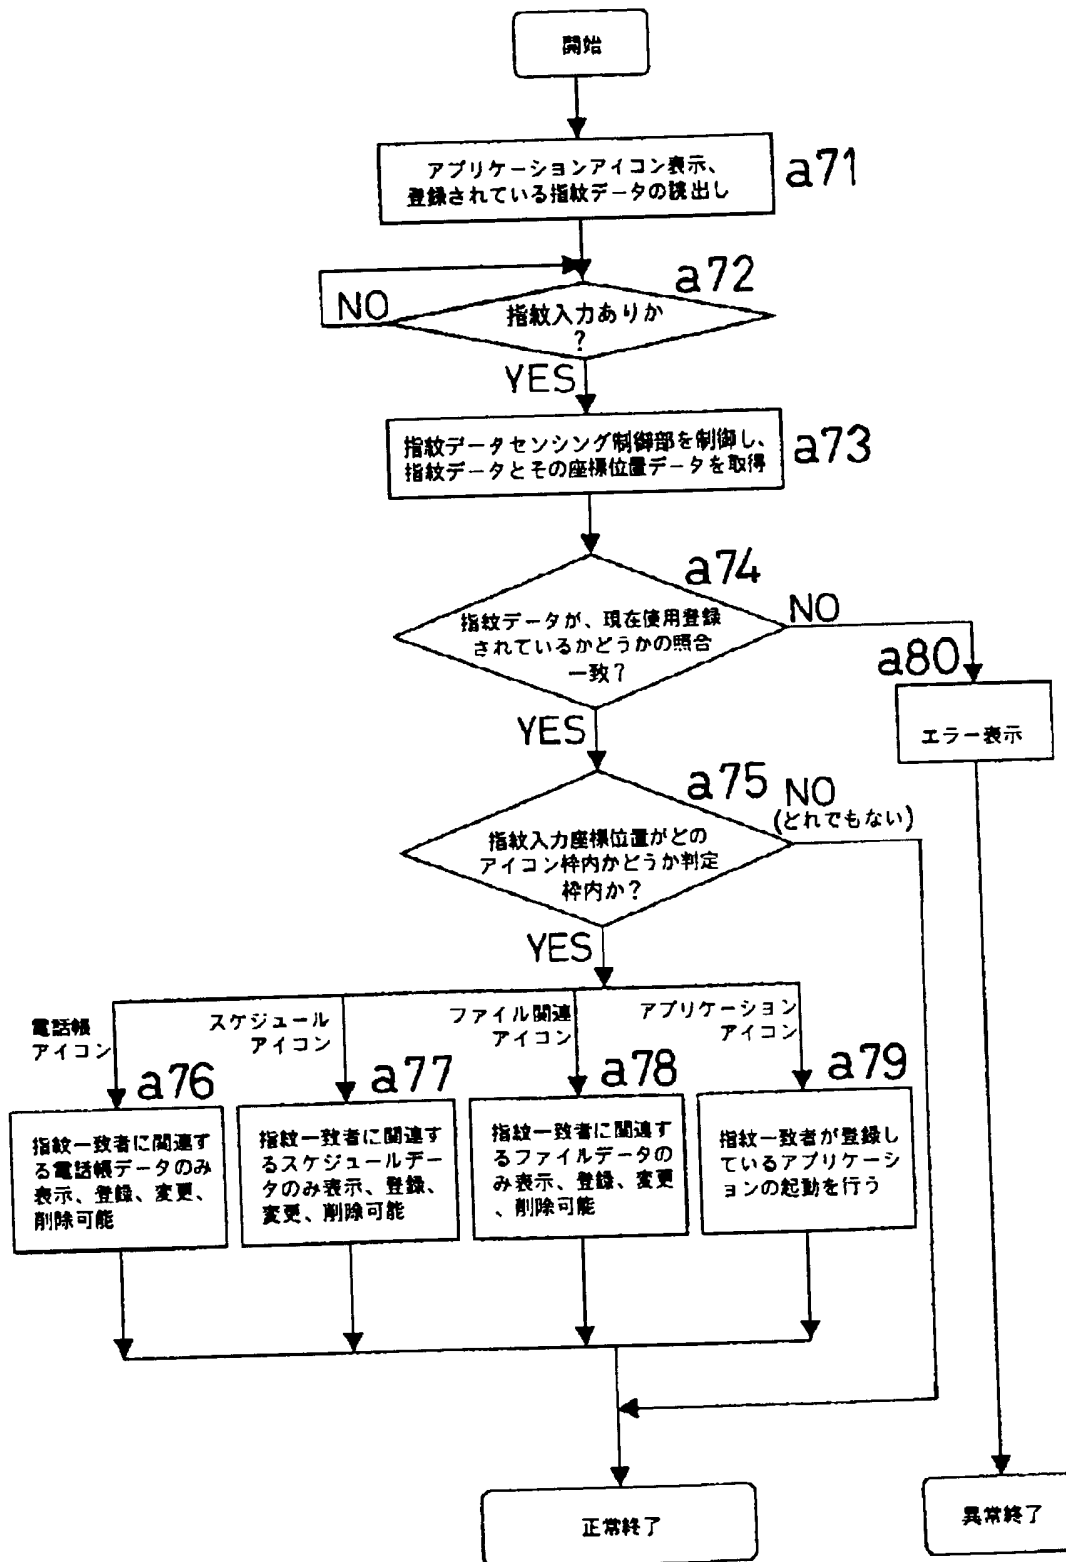 開始
アプリケーションアイコン表示、
登録されている指紋データの読出し
a71
a72
NO
指紋入力ありか
?
YES
指紋データセンシング制御部を制御し、
指紋データとその座標位置データを取得
a73
a74
指紋データが、現在使用登録
されているかどうかの照合
一致?
NO
YES
a80
エラー表示
a75
NO
(どれでもない)
指紋入力座標位置がどの
アイコン枠内かどうか判定
枠内か?
YES
電話帳
アイコン
スケジュール
アイコン
ファイル関連
アイコン
アプリケーション
アイコン
a76
指紋一致者に関連す
る電話帳データのみ
表示、登録、変更、
削除可能
a77
指紋一致者に関連す
るスケジュールデー
タのみ表示、登録、
変更、削除可能
a78
指紋一致者に関連す
るファイルデータの
み表示、登録、変更
、削除可能
a79
指紋一致者が登録し
ているアプリケーシ
ョンの起動を行う
正常終了
異常終了